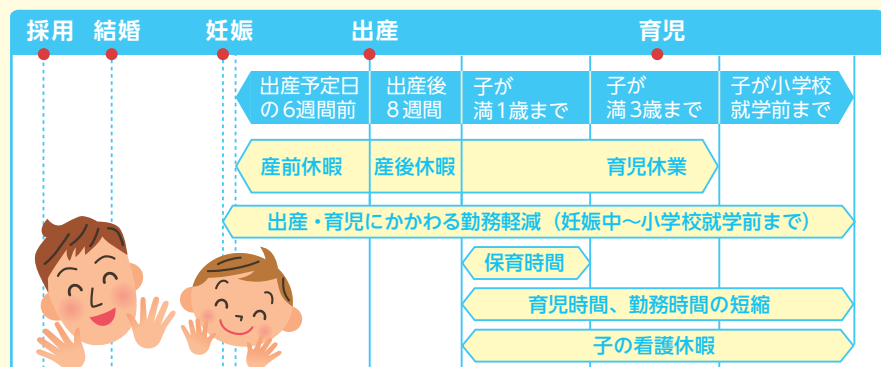 採用 結婚 妊娠 出産 育児
出産予定日
の6週間前
出産後
8週間
子が
満1歳まで
子が
満3歳まで
子が小学校
就学前まで
産前休暇 産後休暇 育児休業
出産・育児にかかわる勤務軽減（妊娠中～小学校就学前まで）
保育時間
育児時間、勤務時間の短縮
子の看護休暇